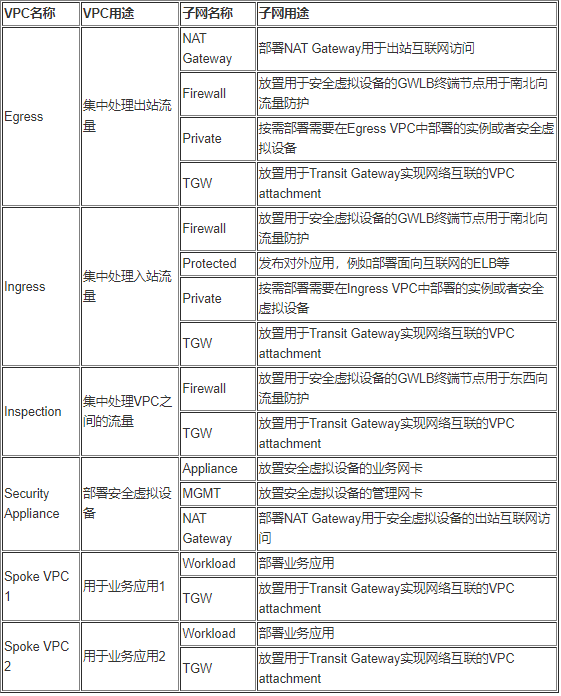 VPC名称 VPC用途 子网名称 子网用途
Egress
集中处理出站流
量
NAT
Gateway
部署NAT Gateway用于出站互联网访问
Firewall
放置用于安全虚拟设备的GWLB终端节点用于南北向
流量防护
Private
按需部署需要在Egress VPC中部署的实例或者安全虚
拟设备
TGW
放置用于Transit Gateway实现网络互联的VPC
attachment
Ingress
集中处理入站流
量
Firewall
放置用于安全虚拟设备的GWLB终端节点用于南北向
流量防护
Protected
发布对外应用，例如部署面向互联网的ELB等
Private
按需部署需要在Ingress VPC中部署的实例或者安全
虚拟设备
TGW
放置用于Transit Gateway实现网络互联的VPC
attachment
Inspection
集中处理VPC之
间的流量
Firewall
放置用于安全虚拟设备的GWLB终端节点用于东西向
流量防护
TGW
放置用于Transit Gateway实现网络互联的VPC
attachment
Security
Appliance
部署安全虚拟设
备
Appliance
放置安全虚拟设备的业务网卡
MGMT
放置安全虚拟设备的管理网卡
NAT
Gateway
部署NAT Gateway用于安全虚拟设备的出站互联网访
问
Spoke VPC
1
用于业务应用1
Workload
部署业务应用
TGW
放置用于Transit Gateway实现网络互联的VPC
attachment
Spoke VPC
2
用于业务应用2
Workload
部署业务应用
TGW
放置用于Transit Gateway实现网络互联的VPC
attachment